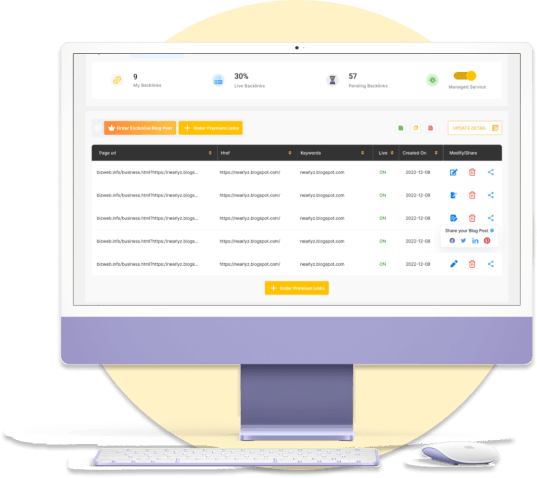 9
My Backlinks
30%
Live Backlinks
57
Pending Backlinks
Managed Service
Order Exclusive Blog Post
Order Premium Links
UPDATE DETAIL
Page url Href Keywords Live Created On Modify/Share
bizweb.info/business.html?https://nearlyz.blogs... https://nearlyz.blogspot.com/ nearlyz.blogspot.com ON 2022-12-08
bizweb.info/business.html?https://nearlyz.blogs... https://nearlyz.blogspot.com/ nearlyz.blogspot.com ON 2022-12-08
bizweb.info/business.html?https://nearlyz.blogs... https://nearlyz.blogspot.com/ nearlyz.blogspot.com ON 2022-12-08
Share your Blog Post
bizweb.info/business.html?https://nearlyz.blogs... https://nearlyz.blogspot.com/ nearlyz.blogspot.com ON 2022-12-08
bizweb.info/business.html?https://nearlyz.blogs... https://nearlyz.blogspot.com/ nearlyz.blogspot.com ON 2022-12-08
Order Premium Links